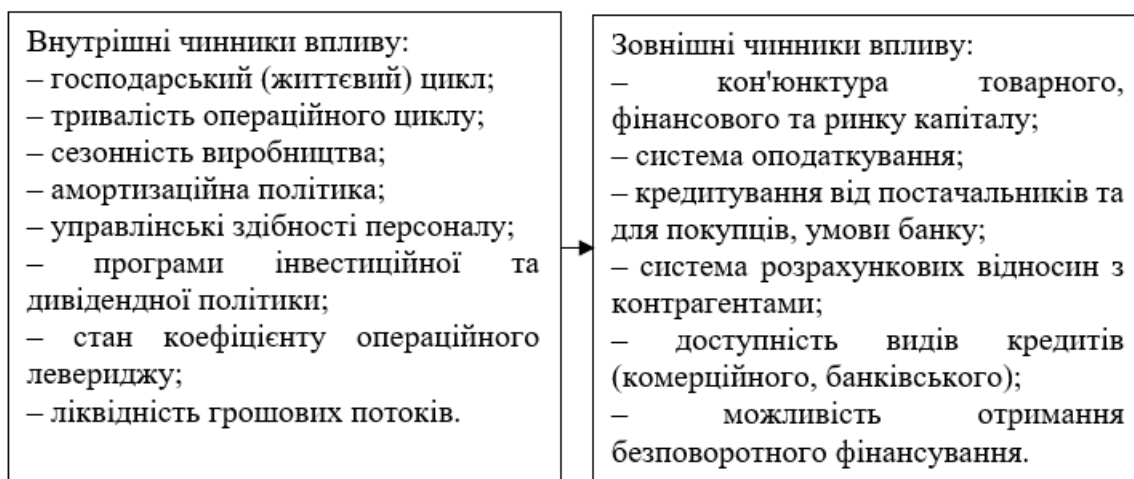 Внутрішні чинники впливу:
– господарський (життєвий) цикл;
– тривалість операційного циклу;
– сезонність виробництва;
– амортизаційна політика;
– управлінські здібності персоналу;
– програми інвестиційної та
дивідендної політики;
– стан коефіцієнту операційного
левериджу;
– ліквідність грошових потоків.
Зовнішні чинники впливу:
– кон'юнктура товарного,
фінансового та ринку капіталу;
– система оподаткування;
– кредитування від постачальників та
для покупців, умови банку;
– система розрахункових відносин з
контрагентами;
– доступність видів кредитів
(комерційного, банківського);
– можливість отримання
безповоротного фінансування.